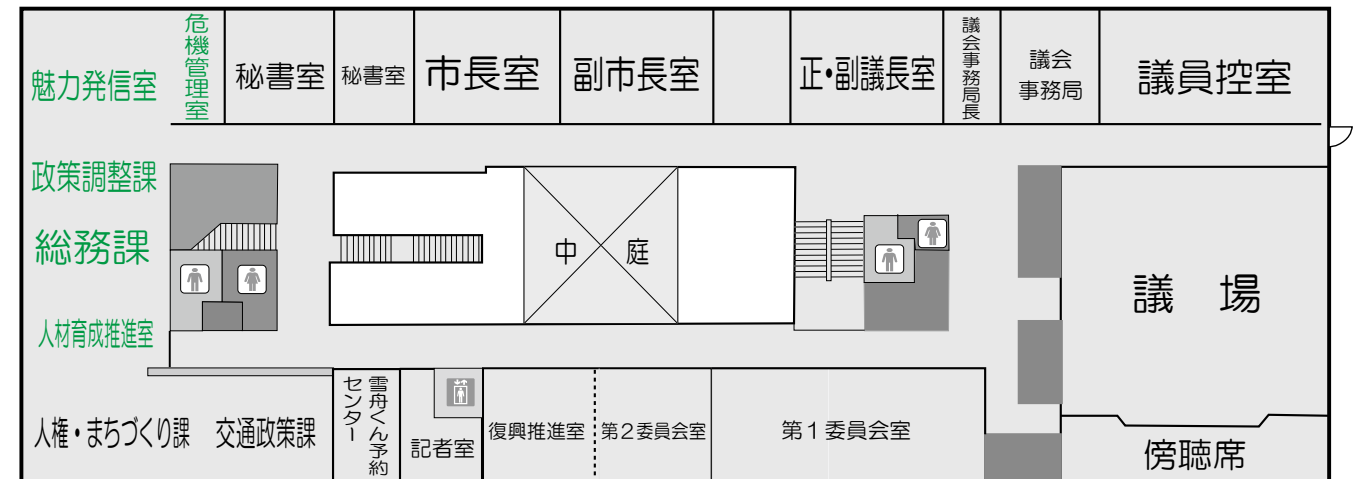 魅力発信室
危機管理室
秘書室
秘書室
市長室
副市長室
正・副議長室
議会事務局長
議会
事務局
議員控室
政策調整課
総務課
人材育成推進室
中庭
議場
人権・まちづくり課 交通政策課
雪舟くん予約
センター
記者室
復興推進室
第2委員会室
第1委員会室
傍聴席